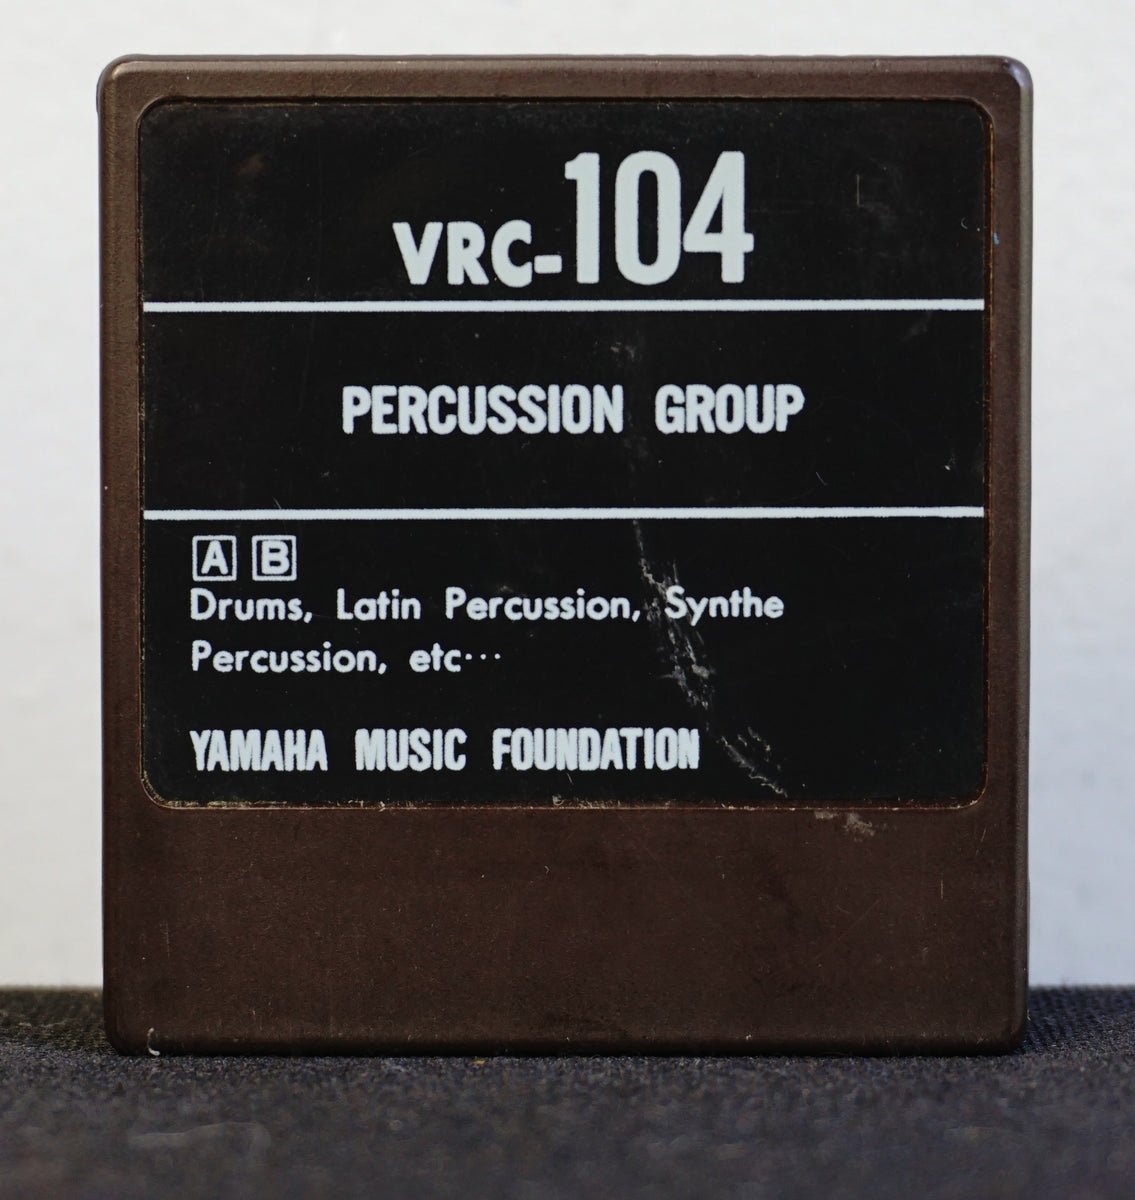 VRC-104
PERCUSSION GROUP
A B
Drums, Latin Percussion, Synthe
Percussion, etc···
YAMAHA MUSIC FOUNDATION